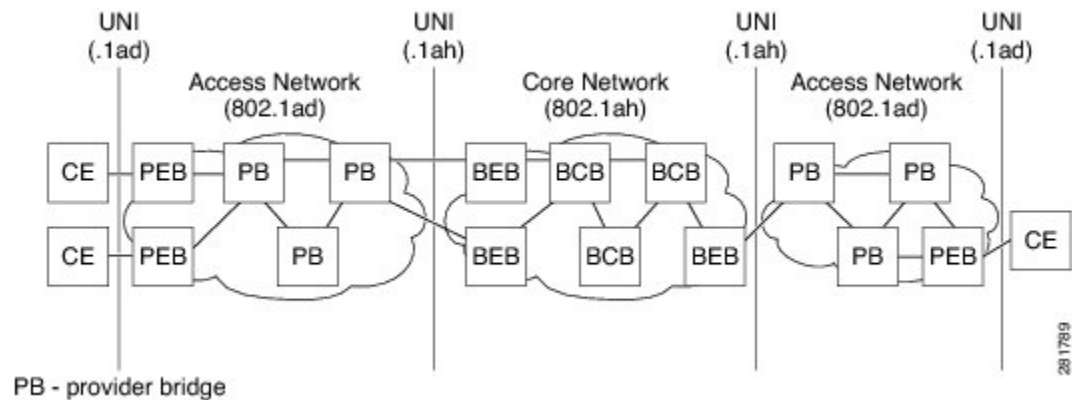 UNI
(.1ad)
UNI
(.1ah)
UNI
(.1ah)
UNI
(.1ad)
Access Network
(802.1ad)
Core Network
(802.1ah)
Access Network
(802.1ad)
CE PEB PB PB BEB BCB BCB PB PB
CE PEB PB BEB BCB BEB PB PEB CE
281789
PB - provider bridge